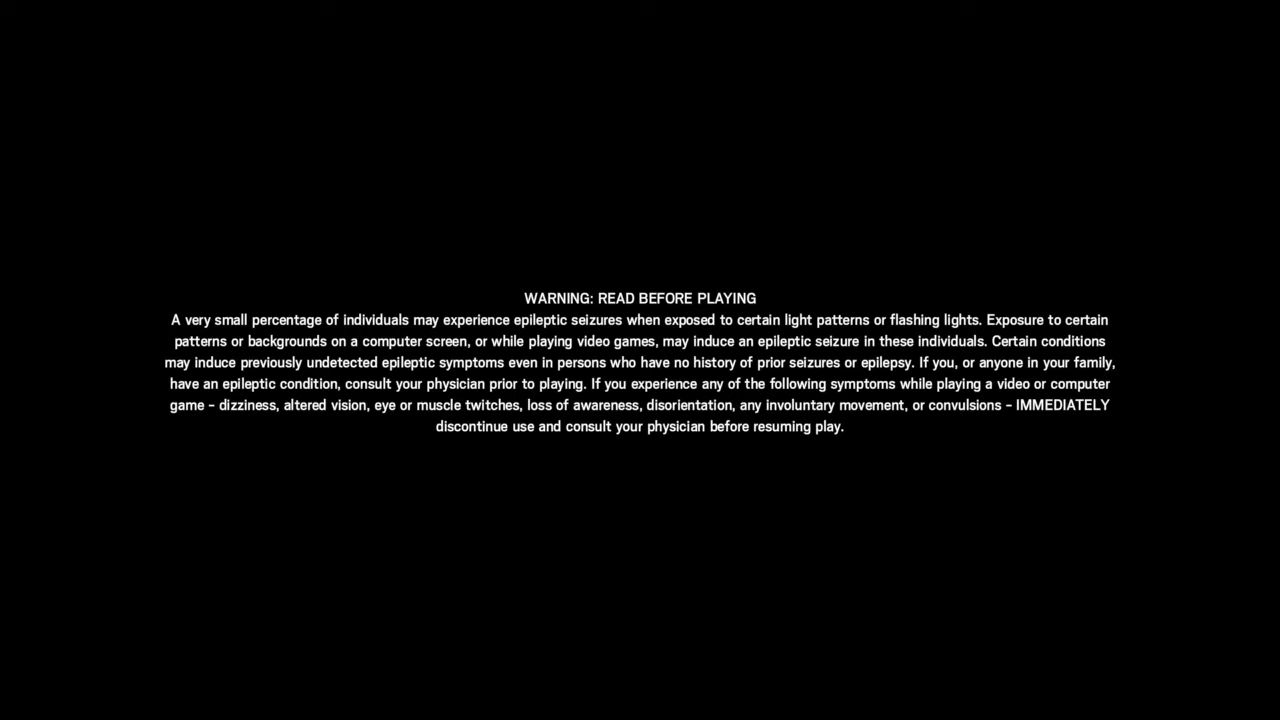 WARNING: READ BEFORE PLAYING
A very small percentage of individuals may experience epileptic seizures when exposed to certain light patterns or flashing lights. Exposure to certain
patterns or backgrounds on a computer screen, or while playing video games, may induce an epileptic seizure in these individuals. Certain conditions
may induce previously undetected epileptic symptoms even in persons who have no history of prior seizures or epilepsy. If you, or anyone in your family,
have an epileptic condition, consult your physician prior to playing. If you experience any of the following symptoms while playing a video or computer
game - dizziness, altered vision, eye or muscle twitches, loss of awareness, disorientation, any involuntary movement, or convulsions - IMMEDIATELY
discontinue use and consult your physician before resuming play.